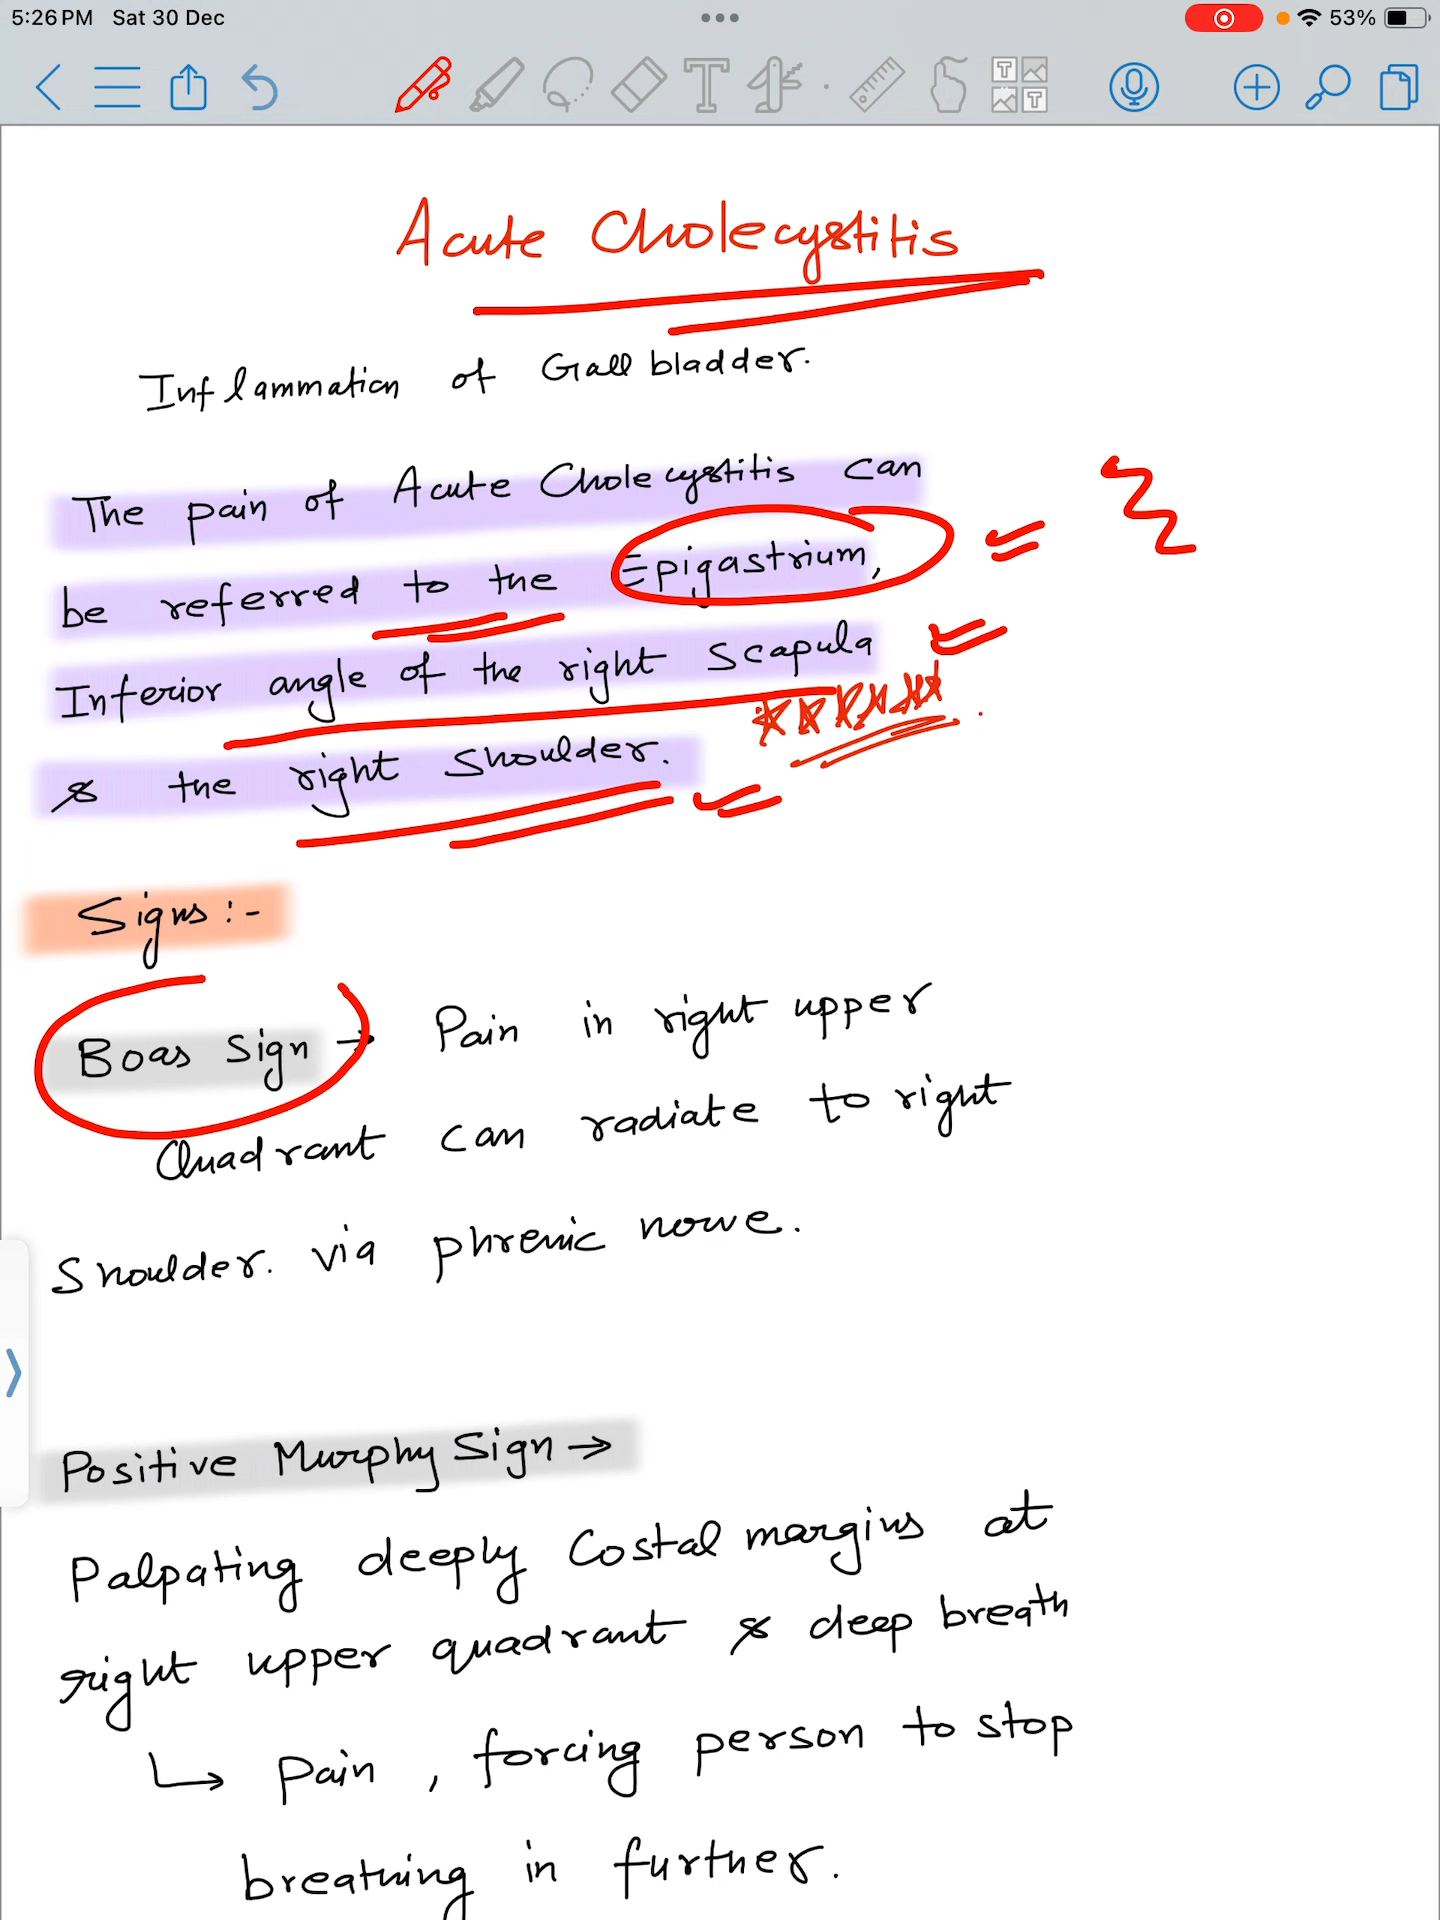 5:26 PM Sat 30 Dec 53%
Acute Cholecystitis
Inflammation of Gall bladder.
The pain of Acute Cholecystitis can
be referred to the Epigastrium,
Inferior angle of the right Scapula
& the right Shoulder.
Signs :-
Boas Sign → Pain in right upper
Quadrant can radiate to right
Shoulder. via phrenic nerve.
Positive Murphy Sign →
Palpating deeply Costal margins at
right upper quadrant & deep breath
↳ Pain, forcing person to stop
breathing in further.